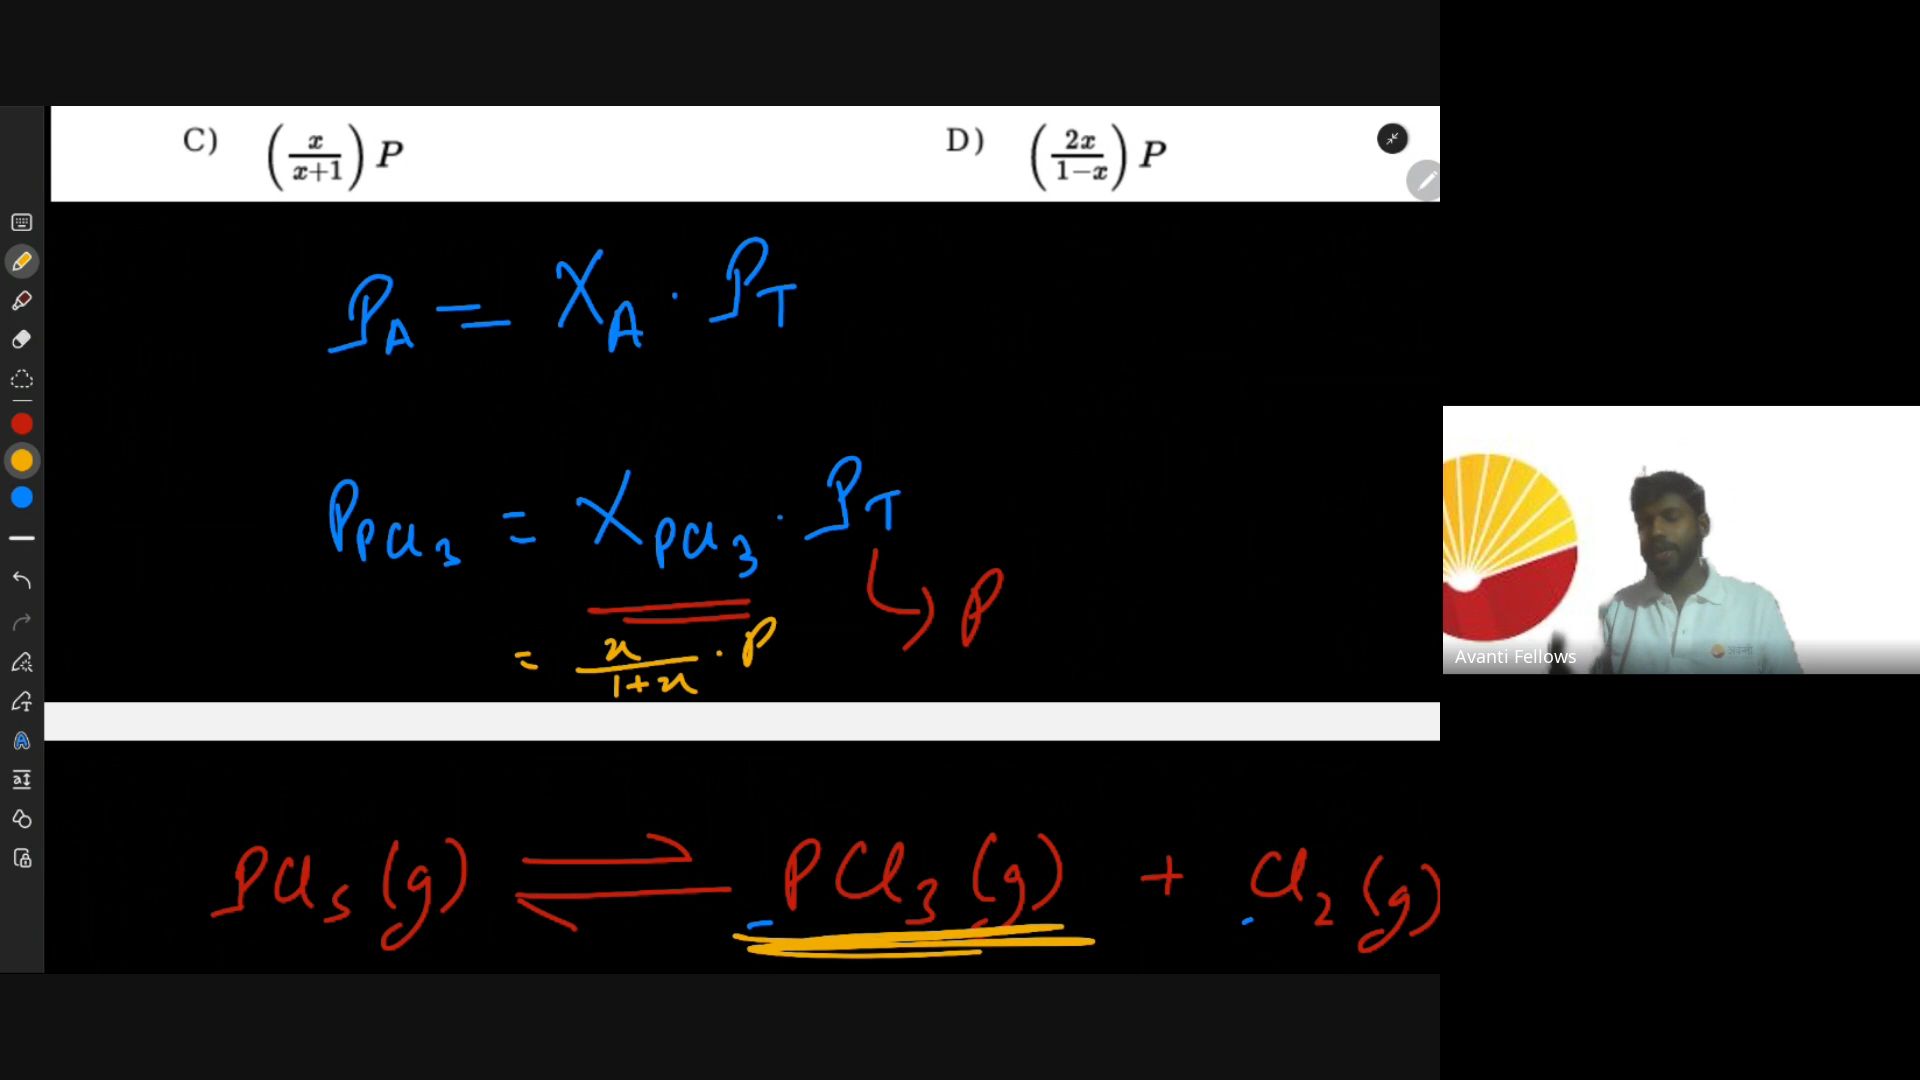 C) (x/(x+1)) P D) (2x/(1−x)) P
P_A = X_A · P_T
P_PCl3 = X_PCl3 · P_T
↳ P
= x/(1+x) · P
PCl5 (g) ⇌ PCl3 (g) + Cl2 (g)
Avanti Fellows